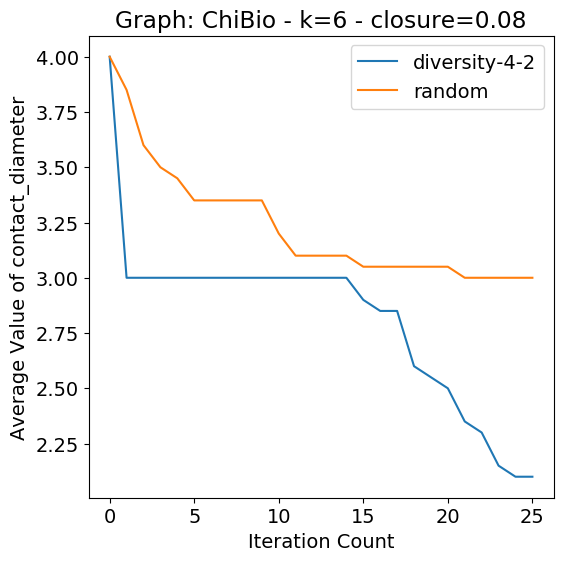 Graph: ChiBio - k=6 - closure=0.08
diversity-4-2
random
Average Value of contact_diameter
4.00
3.75
3.50
3.25
3.00
2.75
2.50
2.25
0 5 10 15 20 25
Iteration Count